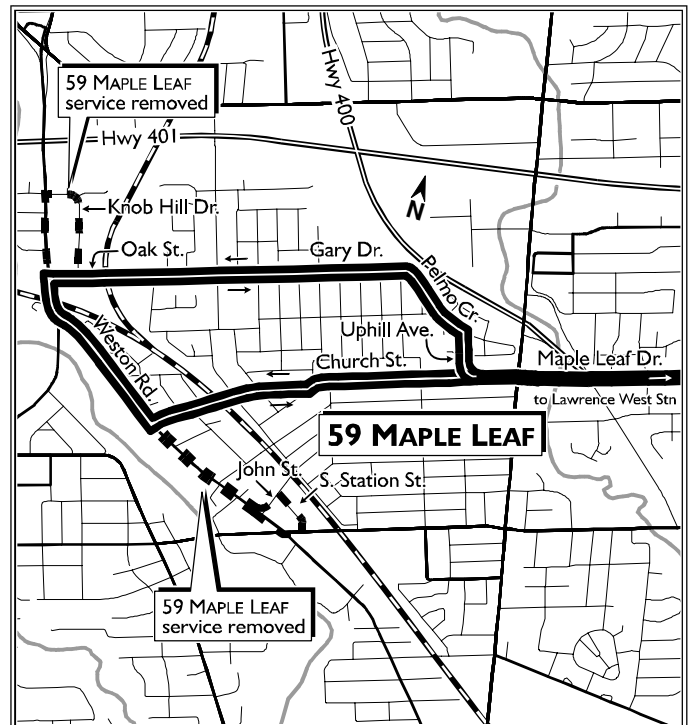 59 MAPLE LEAF
service removed
Hwy 401
Hwy 400
Knob Hill Dr.
N
Oak St.
Gary Dr.
Pelmo Cr.
Uphill Ave.
Weston Rd.
Church St.
Maple Leaf Dr.
to Lawrence West Stn
59 MAPLE LEAF
John St.
S. Station St.
59 MAPLE LEAF
service removed